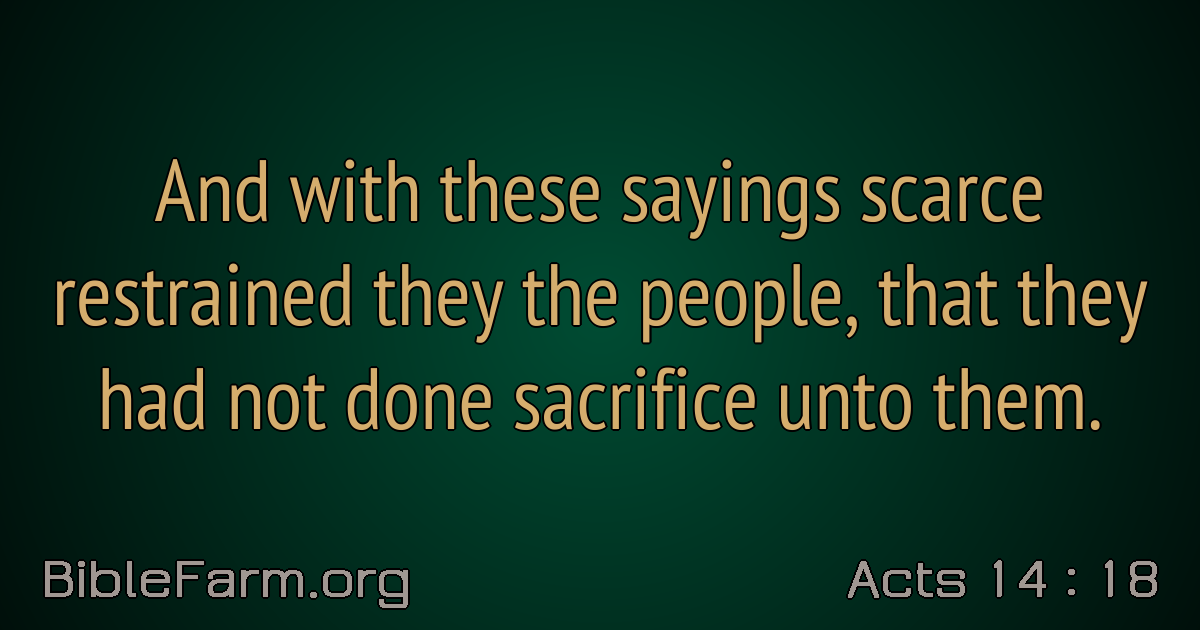 And with these sayings scarce
restrained they the people, that they
had not done sacrifice unto them.
BibleFarm.org
Acts 14 : 18